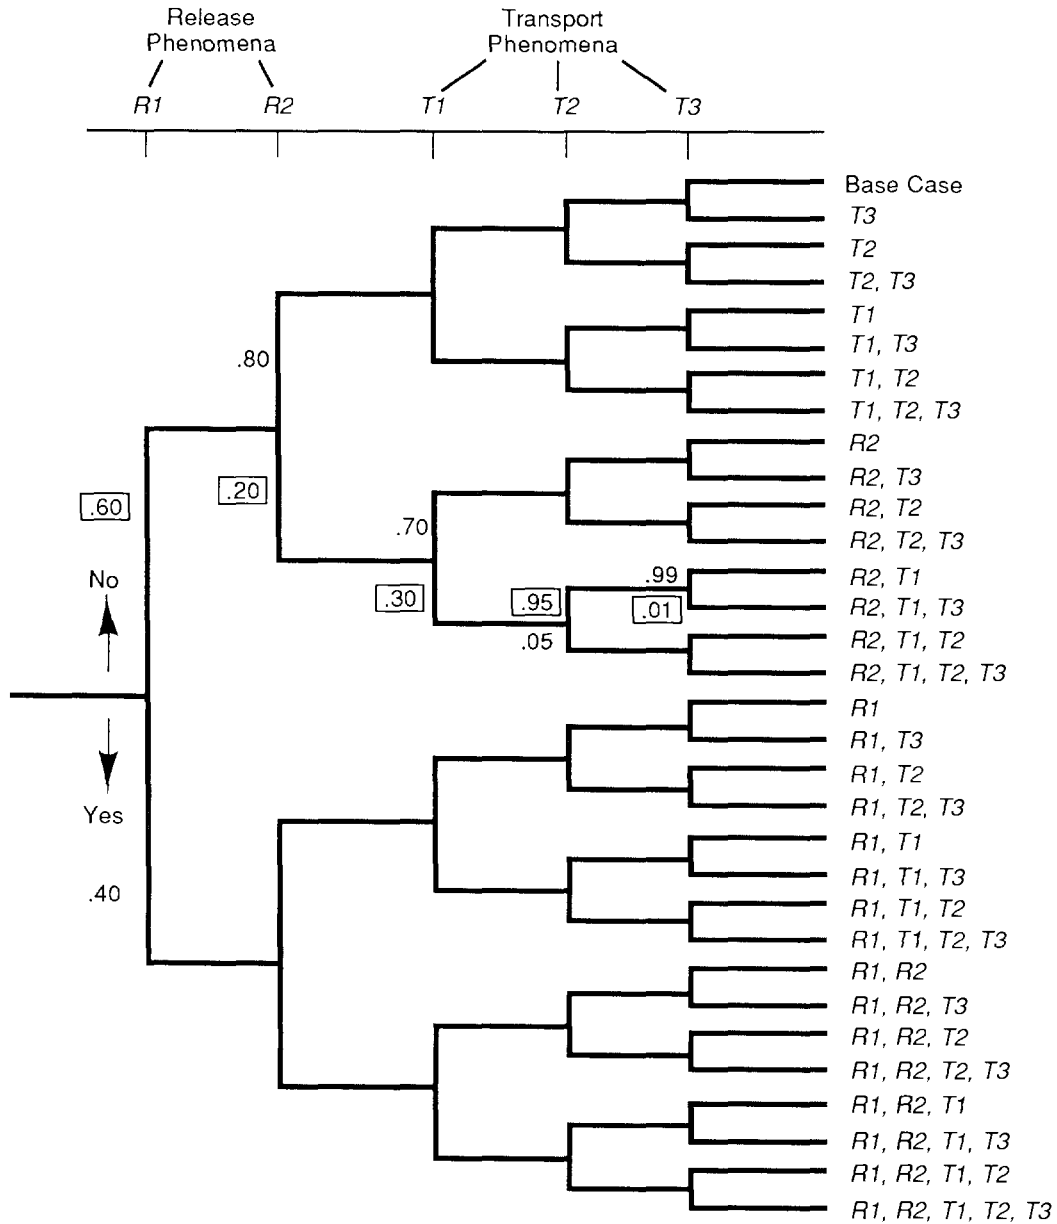 Release
Phenomena
Transport
Phenomena
R1 R2 T1 T2 T3
Base Case
T3
T2
T2, T3
T1
T1, T3
.80
T1, T2
T1, T2, T3
R2
R2, T3
.60 .20 R2, T2
.70
R2, T2, T3
No .99 R2, T1
.30 .95 .01 R2, T1, T3
.05 R2, T1, T2
R2, T1, T2, T3
R1
R1, T3
R1, T2
Yes R1, T2, T3
R1, T1
.40 R1, T1, T3
R1, T1, T2
R1, T1, T2, T3
R1, R2
R1, R2, T3
R1, R2, T2
R1, R2, T2, T3
R1, R2, T1
R1, R2, T1, T3
R1, R2, T1, T2
R1, R2, T1, T2, T3